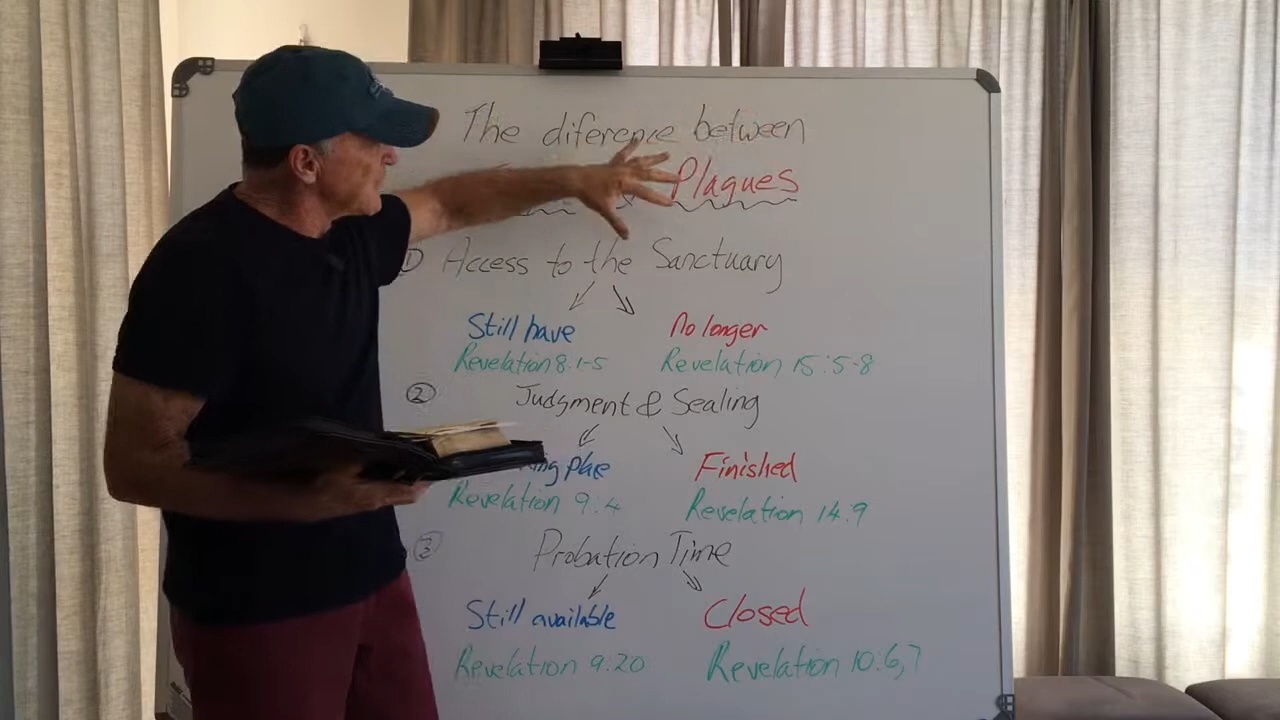 The diference between
Plagues
1 Access to the Sanctuary
Still have No longer
Revelation 8:1-5 Revelation 15:5-8
2 Judgment & Sealing
Plae Finished
Revelation 9:4 Revelation 14:9
3 Probation Time
Still available Closed
Revelation 9:20 Revelation 10:6,7